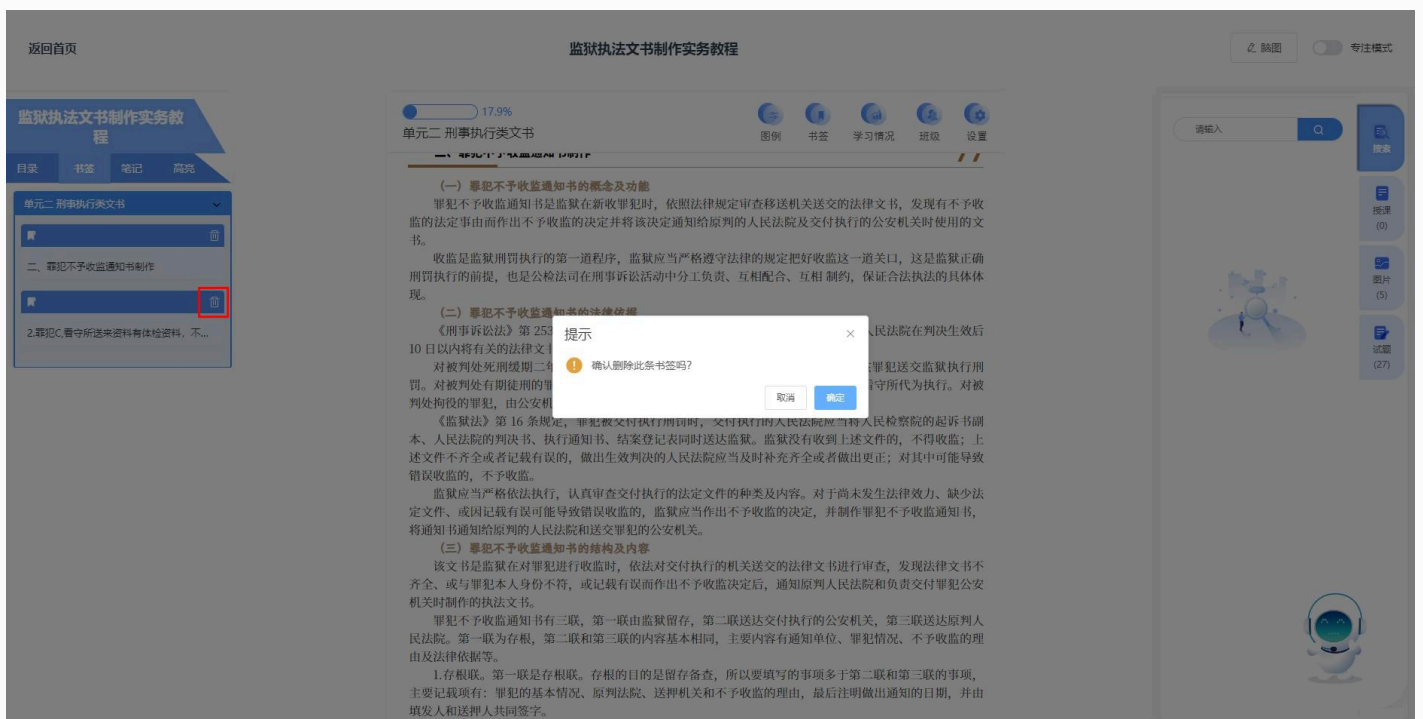 返回首页
监狱执法文书制作实务教程
脑图
专注模式
监狱执法文书制作实务教
程
目录 书签 笔记 高亮
单元二 刑事执行类文书
二、罪犯不予收监通知书制作
2.罪犯C,看守所送来资料有体检资料，不...
17.9%
单元二 刑事执行类文书
图例 书签 学习情况 班级 设置
二、罪犯不予收监通知书制作
（一）罪犯不予收监通知书的概念及功能
罪犯不予收监通知书是监狱在新收罪犯时，依照法律规定审查移送机关送交的法律文书，发现有不予收
监的法定事由而作出不予收监的决定并将该决定通知给原判的人民法院及交付执行的公安机关时使用的文
书。
收监是监狱刑罚执行的第一道程序，监狱应当严格遵守法律的规定把好收监这一道关口，这是监狱正确
刑罚执行的前提，也是公检法司在刑事诉讼活动中分工负责、互相配合、互相 制约，保证合法执法的具体体
现。
（二）罪犯不予收监通知书的法律依据
《刑事诉讼法》第 253
人民法院在判决生效后
10 日以内将有关的法律文书
对被判处死刑缓期二年
罪犯送交监狱执行刑
罚。对被判处有期徒刑的罪
看守所代为执行。对被
判处拘役的罪犯，由公安机
《监狱法》第 16 条规定，罪犯被交付执行刑罚时，交付执行的人民法院应当将人民检察院的起诉书副
本、人民法院的判决书、执行通知书、结案登记表同时送达监狱。监狱没有收到上述文件的，不得收监；上
述文件不齐全或者记载有误的，做出生效判决的人民法院应当及时补充齐全或者做出更正；对其中可能导致
错误收监的，不予收监。
监狱应当严格依法执行，认真审查交付执行的法定文件的种类及内容。对于尚未发生法律效力、缺少法
定文件、或因记载有误可能导致错误收监的，监狱应当作出不予收监的决定，并制作罪犯不予收监通知书，
将通知书通知给原判的人民法院和送交罪犯的公安机关。
（三）罪犯不予收监通知书的结构及内容
该文书是监狱在对罪犯进行收监时，依法对交付执行的机关送交的法律文书进行审查，发现法律文书不
齐全、或与罪犯本人身份不符，或记载有误而作出不予收监决定后，通知原判人民法院和负责交付罪犯公安
机关时制作的执法文书。
罪犯不予收监通知书有三联，第一联由监狱留存，第二联送达交付执行的公安机关，第三联送达原判人
民法院。第一联为存根，第二联和第三联的内容基本相同，主要内容有通知单位、罪犯情况、不予收监的理
由及法律依据等。
1.存根联。第一联是存根联。存根的目的是留存备查，所以要填写的事项多于第二联和第三联的事项，
主要记载项有：罪犯的基本情况、原判法院、送押机关和不予收监的理由，最后注明做出通知的日期，并由
填发人和送押人共同签字。
提示
确认删除此条书签吗?
取消 确定
请输入
搜索
授课
(0)
图片
(5)
试题
(27)